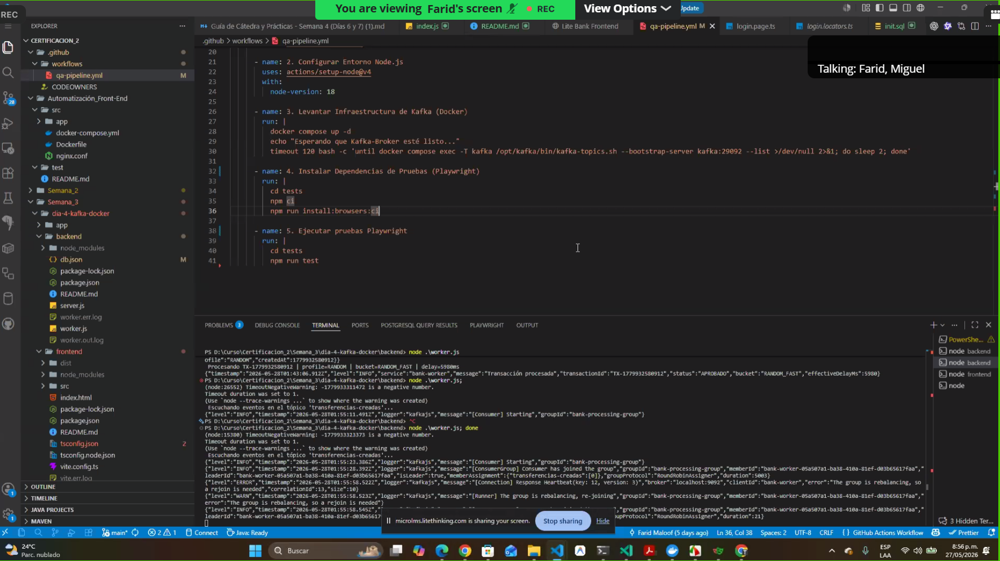 REC
You are viewing Farid's screen REC View Options
Update
Talking: Farid, Miguel
EXPLORER
CERTIFICACION_2
.github
workflows
qa-pipeline.yml M
CODEOWNERS
Automatización_Front-End
src
app
docker-compose.yml
Dockerfile
nginx.conf
test
README.md
Semana_2
Semana_3
dia-4-kafka-docker
app
backend
node_modules
db.json M
package-lock.json
package.json
README.md
server.js
worker.err.log
worker.js
worker.out.log
frontend
dist
node_modules
src
index.html
package-lock.json
package.json
README.md
tsconfig.json 2
tsconfig.node.json
vite.config.ts
vite.err.log
OUTLINE
TIMELINE
JAVA PROJECTS
MAVEN
28
1
1
Guía de Cátedra y Prácticas - Semana 4 (Días 6 y 7) (1).md
index.js
README.md
Lite Bank Frontend
qa-pipeline.yml M
login.page.ts
login.locators.ts
init.sql
.github > workflows > qa-pipeline.yml
20
21 - name: 2. Configurar Entorno Node.js
22 uses: actions/setup-node@v4
23 with:
24 node-version: 18
25
26 - name: 3. Levantar Infraestructura de Kafka (Docker)
27 run: |
28 docker compose up -d
29 echo "Esperando que Kafka-Broker esté listo..."
30 timeout 120 bash -c 'until docker compose exec -T kafka /opt/kafka/bin/kafka-topics.sh --bootstrap-server kafka:29092 --list >/dev/null 2>&1; do sleep 2; done'
31
32 - name: 4. Instalar Dependencias de Pruebas (Playwright)
33 run: |
34 cd tests
35 npm ci
36 npm run install:browsers:ci
37
38 - name: 5. Ejecutar pruebas Playwright
39 run: |
40 cd tests
41 npm run test
PROBLEMS 3 DEBUG CONSOLE TERMINAL PORTS POSTGRESQL QUERY RESULTS PLAYWRIGHT OUTPUT
PS D:\Curso\Certificacion_2\Semana_3\dia-4-kafka-docker\backend> node .\worker.js
ofile":"RANDOM","createdAt":1779932580912}}
Procesando TX-1779932580912 | profile=RANDOM | bucket=RANDOM_FAST | delay=5980ms
{"timestamp":"2026-05-28T01:43:06.912Z","level":"INFO","service":"bank-worker","message":"Transacción procesada","transactionId":"TX-1779932580912","status":"APROBADO","bucket":"RANDOM_FAST","effectiveDelayMs":5980}
PS D:\Curso\Certificacion_2\Semana_3\dia-4-kafka-docker\backend> node .\worker.js;
(node:26552) TimeoutNegativeWarning: -1779933311472 is a negative number.
Timeout duration was set to 1.
(Use `node --trace-warnings ...` to show where the warning was created)
Escuchando eventos en el tópico 'transferencias-creadas'...
{"level":"INFO","timestamp":"2026-05-28T01:55:11.491Z","logger":"kafkajs","message":"[Consumer] Starting","groupId":"bank-processing-group"}
PS D:\Curso\Certificacion_2\Semana_3\dia-4-kafka-docker\backend> ^C
PS D:\Curso\Certificacion_2\Semana_3\dia-4-kafka-docker\backend> node .\worker.js; done
(node:15380) TimeoutNegativeWarning: -1779933323373 is a negative number.
Timeout duration was set to 1.
(Use `node --trace-warnings ...` to show where the warning was created)
Escuchando eventos en el tópico 'transferencias-creadas'...
{"level":"INFO","timestamp":"2026-05-28T01:55:23.386Z","logger":"kafkajs","message":"[Consumer] Starting","groupId":"bank-processing-group"}
{"level":"INFO","timestamp":"2026-05-28T01:55:28.392Z","logger":"kafkajs","message":"[ConsumerGroup] Consumer has joined the group","groupId":"bank-processing-group","memberId":"bank-worker-05a507a1-ba38-410a-81ef-d03b65617faa","
leaderId":"bank-worker-05a507a1-ba38-410a-81ef-d03b65617faa","isLeader":true,"memberAssignment":{"transferencias-creadas":[0]},"groupProtocol":"RoundRobinAssigner","duration":5003}
{"level":"ERROR","timestamp":"2026-05-28T01:55:58.522Z","logger":"kafkajs","message":"[Connection] Response Heartbeat(key: 12, version: 3)","broker":"localhost:9092","clientId":"bank-worker","error":"The group is rebalancing, so
a rejoin is needed","correlationId":13,"size":10}
{"level":"WARN","timestamp":"2026-05-28T01:55:58.523Z","logger":"kafkajs","message":"[Runner] The group is rebalancing, re-joining","groupId":"bank-processing-group","memberId":"bank-worker-05a507a1-ba38-410a-81ef-d03b65617faa","
error":"The group is rebalancing, so a rejoin is needed"}
{"level":"INFO","timestamp":"2026-05-28T01:55:58.545Z","logger":"kafkajs","mess
groupId":"bank-processing-group","memberId":"bank-worker-05a507a1-ba38-410a-81ef-d03b65617faa","
leaderId":"bank-worker-05a507a1-ba38-410a-81ef-d03b65617faa","isLe
groupProtocol":"RoundRobinAssigner","duration":21}
PowerShe...
node backend
node backend
node frontend
node
3 Hidden Ter...
microlms.litethinking.com is sharing your screen. Stop sharing Hide
main* 2 1 Connect Java: Ready Farid Maloof (5 days ago) Ln 36, Col 38 Spaces: 2 UTF-8 CRLF {} GitHub Actions Workflow Prettier
24°C
Parc. nublado
Buscar
ESP
LAA
8:56 p. m.
27/05/2026